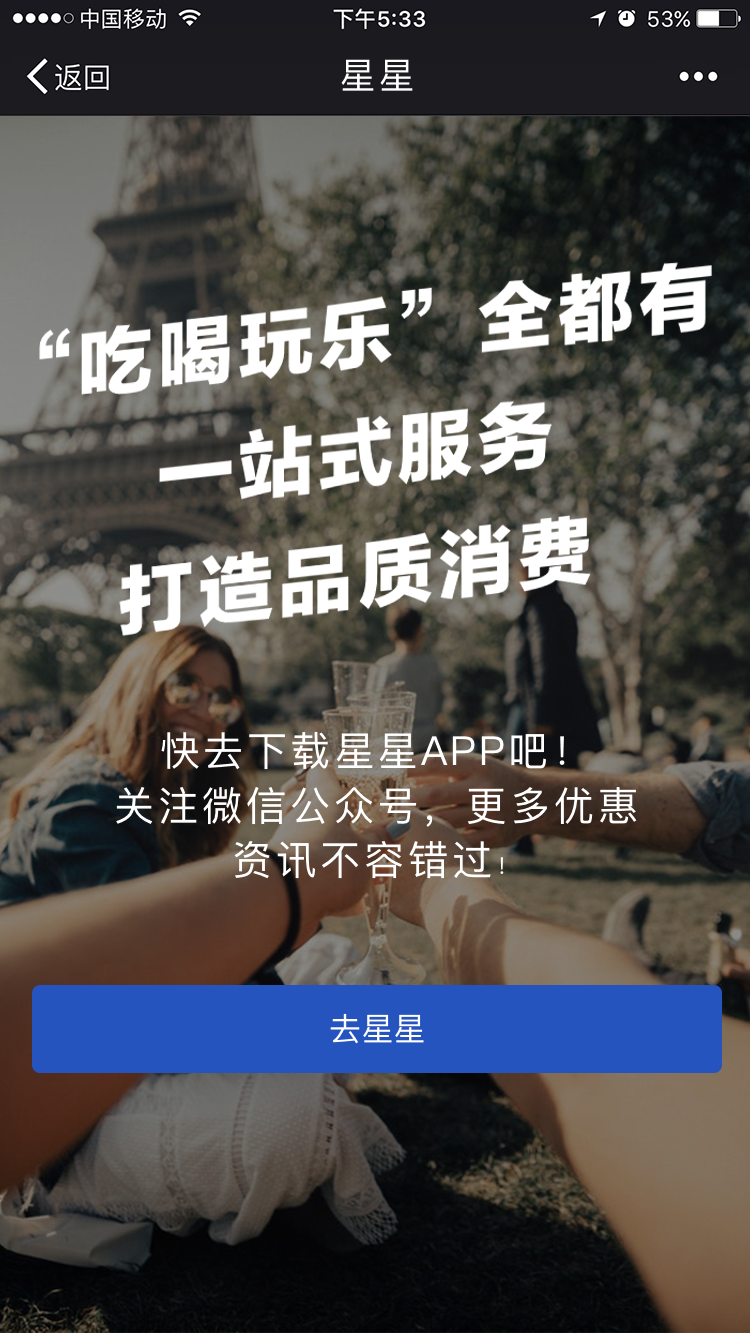 中国移动 下午5:33 53%
返回 星星
“吃喝玩乐”全都有
一站式服务
打造品质消费
快去下载星星APP吧！
关注微信公众号，更多优惠
资讯不容错过！
去星星